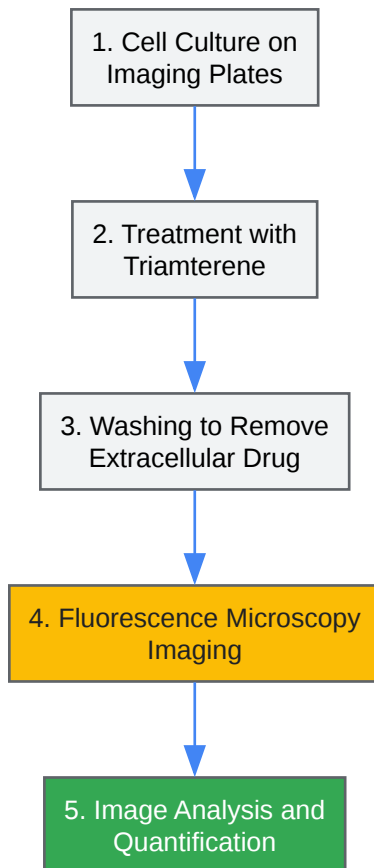 1. Cell Culture on
Imaging Plates
2. Treatment with
Triamterene
3. Washing to Remove
Extracellular Drug
4. Fluorescence Microscopy
Imaging
5. Image Analysis and
Quantification